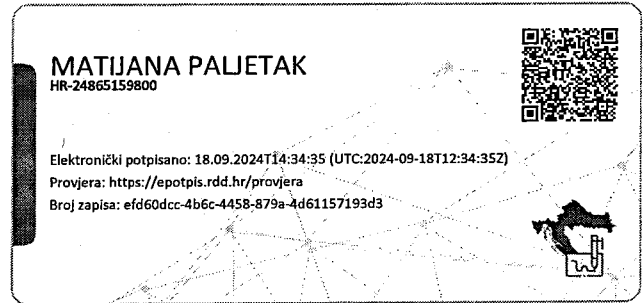 MATIJANA PALJETAK
HR-24865159800
Elektronički potpisano: 18.09.2024T14:34:35 (UTC:2024-09-18T12:34:35Z)
Provjera: https://epotpis.rdd.hr/provjera
Broj zapisa: efd60dcc-4b6c-4458-879a-4d61157193d3